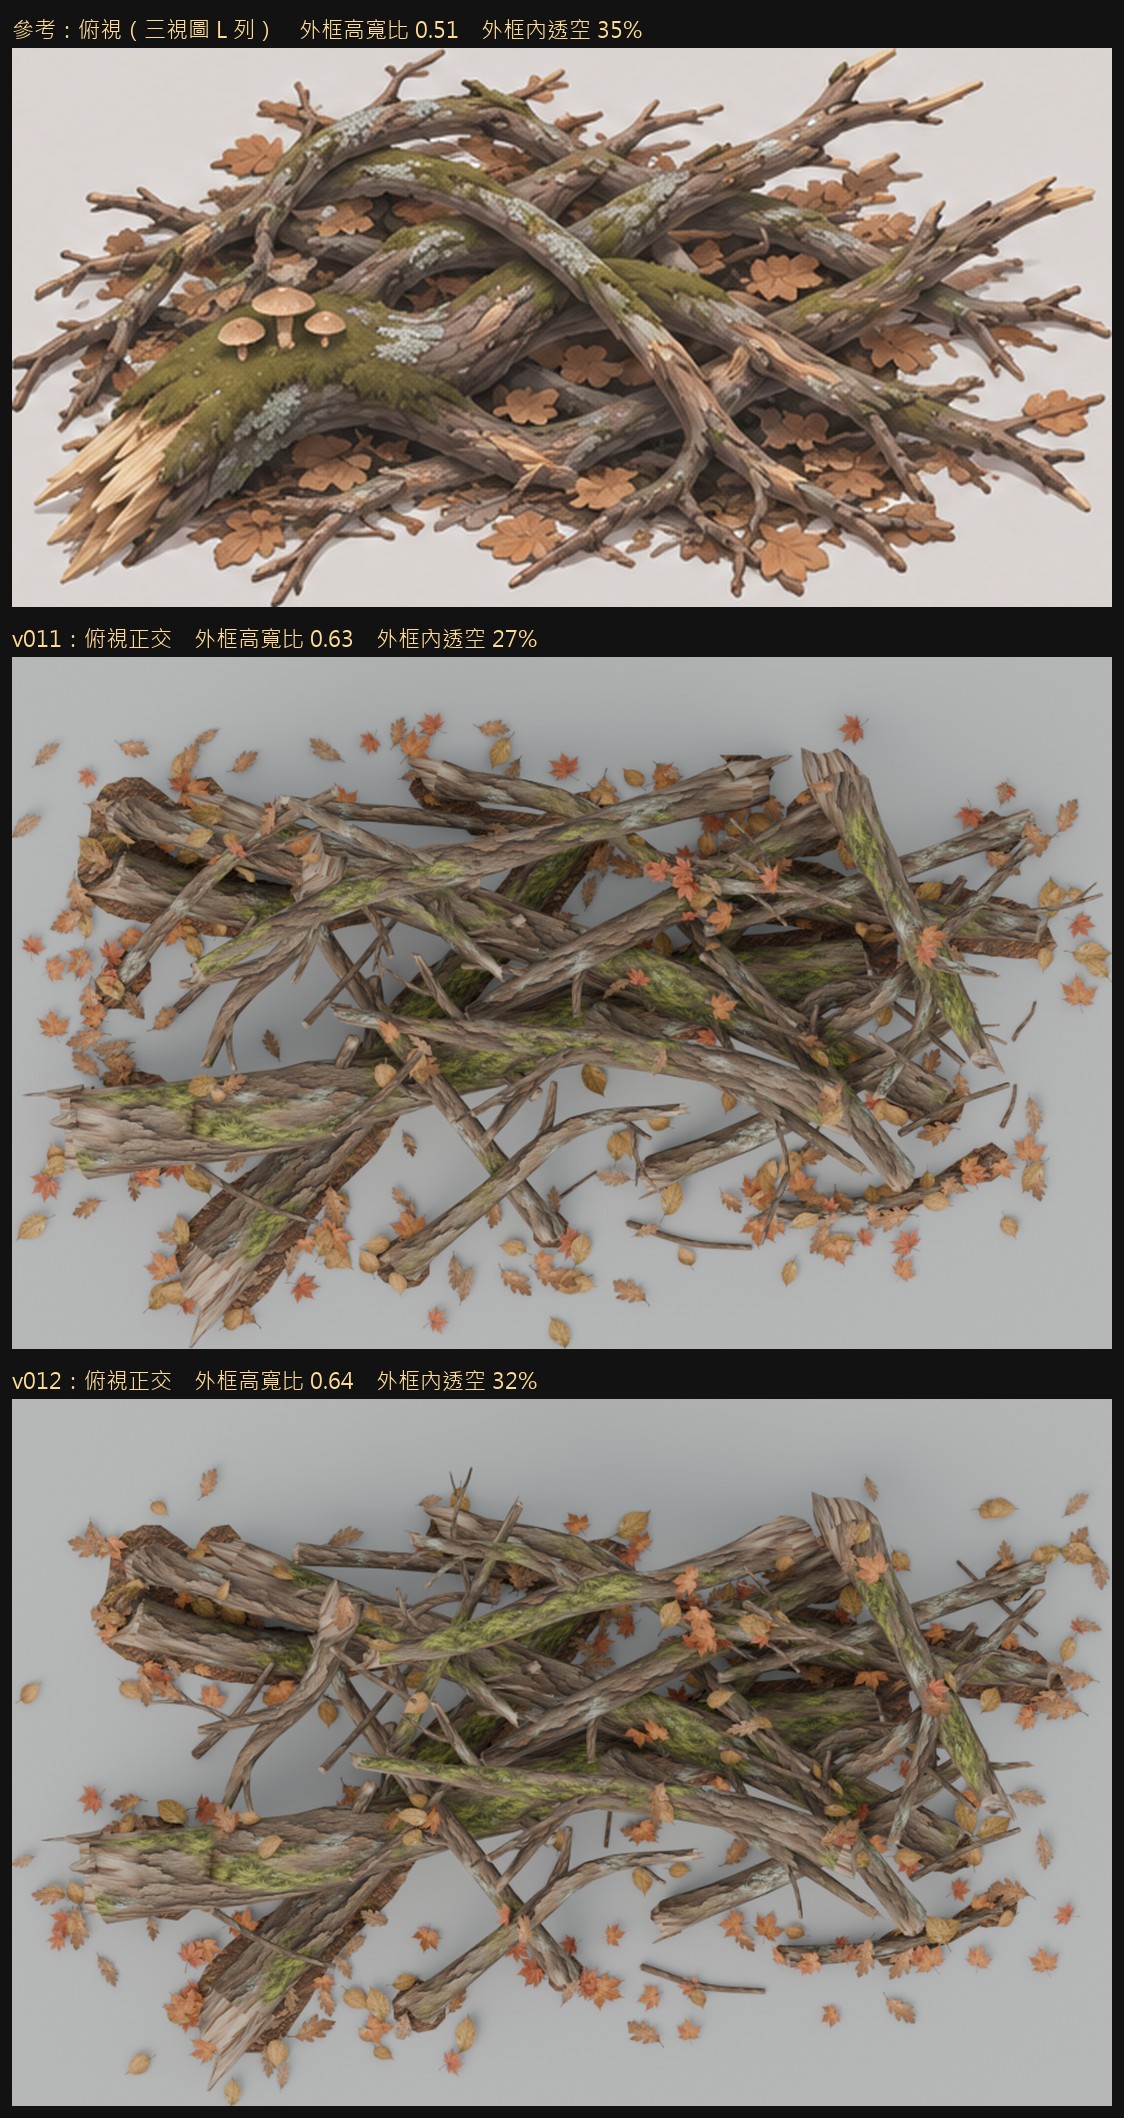 參考：俯視（三視圖 L 列）　外框高寬比 0.51　外框內透空 35%
v011：俯視正交　外框高寬比 0.63　外框內透空 27%
v012：俯視正交　外框高寬比 0.64　外框內透空 32%